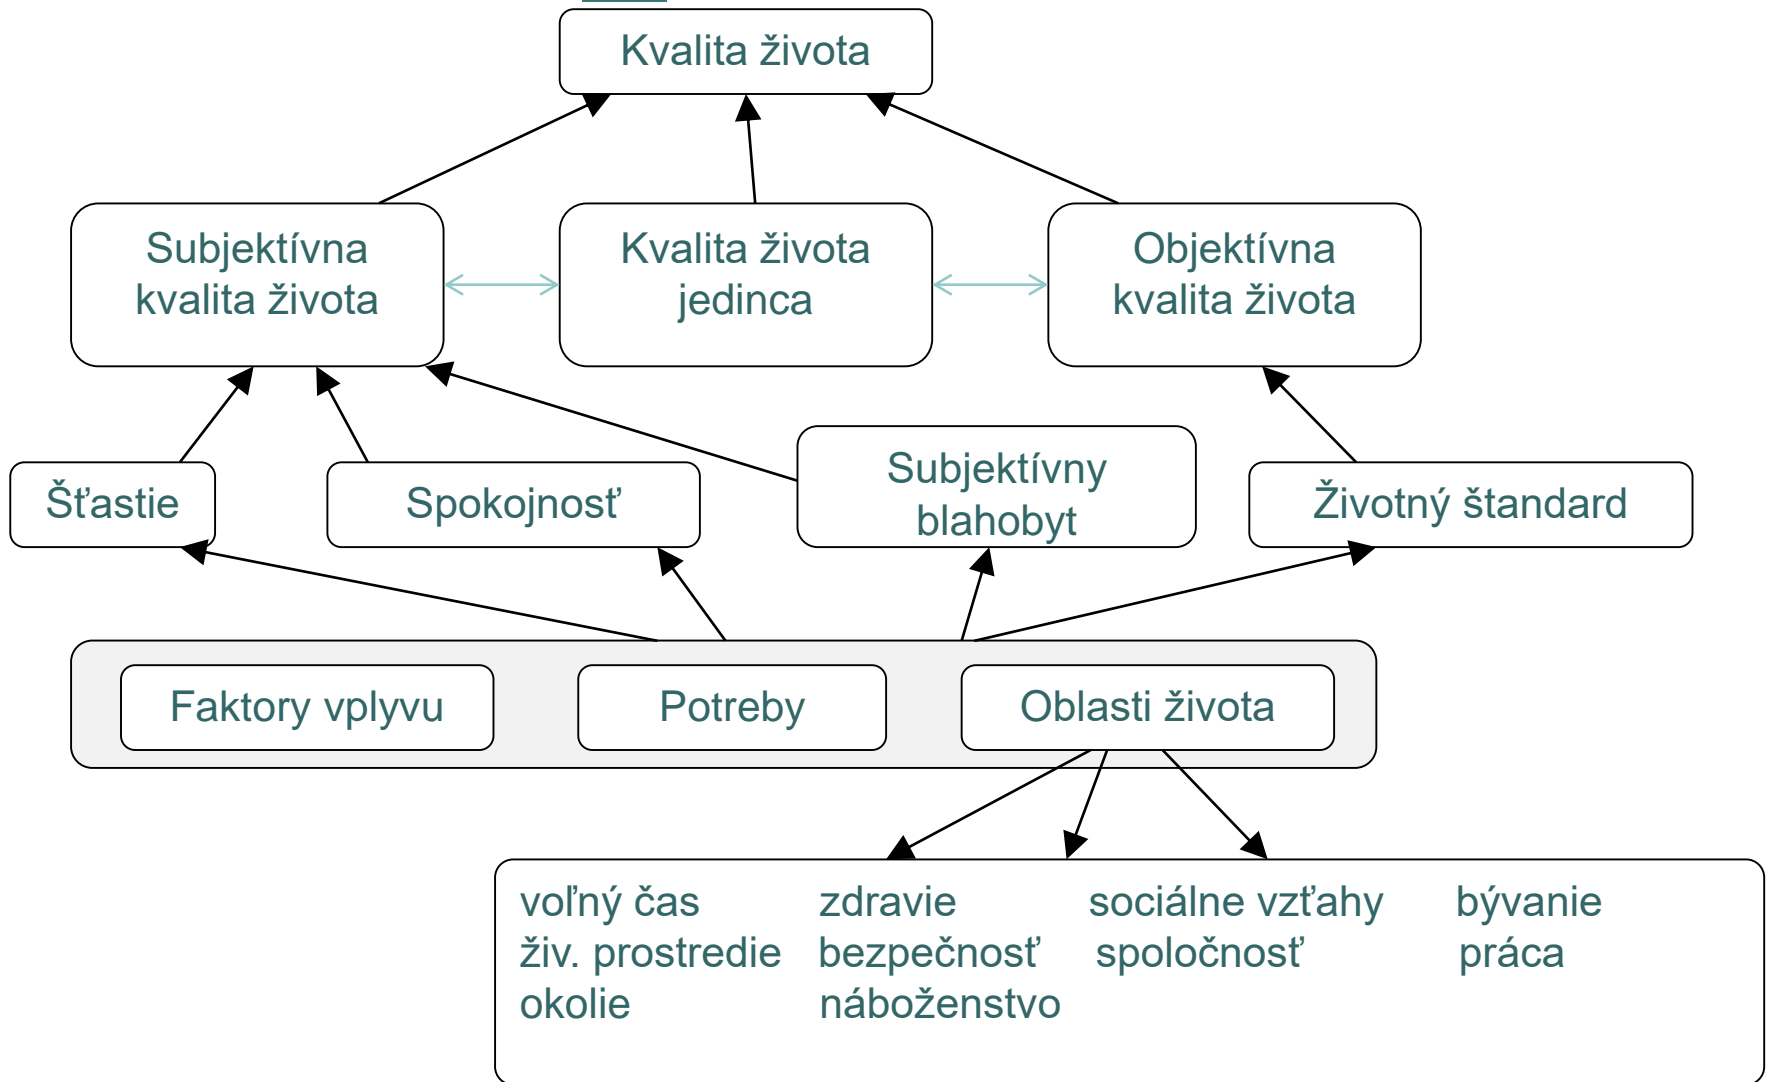 Kvalita života
Subjektívna
kvalita života
Kvalita života
jedinca
Objektívna
kvalita života
Šťastie
Spokojnosť
Subjektívny
blahobyt
Životný štandard
Faktory vplyvu
Potreby
Oblasti života
voľný čas zdravie sociálne vzťahy bývanie
živ. prostredie bezpečnosť spoločnosť práca
okolie náboženstvo